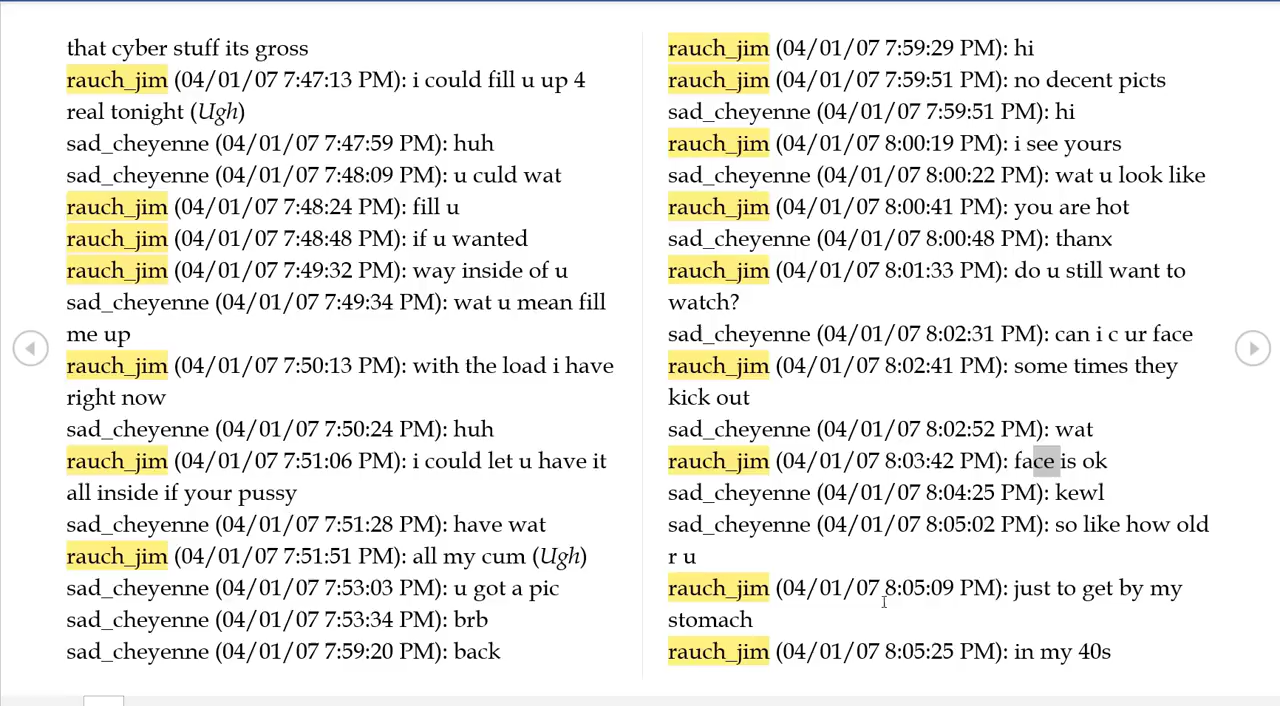 that cyber stuff its gross
rauch_jim (04/01/07 7:47:13 PM): i could fill u up 4
real tonight (Ugh)
sad_cheyenne (04/01/07 7:47:59 PM): huh
sad_cheyenne (04/01/07 7:48:09 PM): u culd wat
rauch_jim (04/01/07 7:48:24 PM): fill u
rauch_jim (04/01/07 7:48:48 PM): if u wanted
rauch_jim (04/01/07 7:49:32 PM): way inside of u
sad_cheyenne (04/01/07 7:49:34 PM): wat u mean fill
me up
rauch_jim (04/01/07 7:50:13 PM): with the load i have
right now
sad_cheyenne (04/01/07 7:50:24 PM): huh
rauch_jim (04/01/07 7:51:06 PM): i could let u have it
all inside if your pussy
sad_cheyenne (04/01/07 7:51:28 PM): have wat
rauch_jim (04/01/07 7:51:51 PM): all my cum (Ugh)
sad_cheyenne (04/01/07 7:53:03 PM): u got a pic
sad_cheyenne (04/01/07 7:53:34 PM): brb
sad_cheyenne (04/01/07 7:59:20 PM): back
rauch_jim (04/01/07 7:59:29 PM): hi
rauch_jim (04/01/07 7:59:51 PM): no decent picts
sad_cheyenne (04/01/07 7:59:51 PM): hi
rauch_jim (04/01/07 8:00:19 PM): i see yours
sad_cheyenne (04/01/07 8:00:22 PM): wat u look like
rauch_jim (04/01/07 8:00:41 PM): you are hot
sad_cheyenne (04/01/07 8:00:48 PM): thanx
rauch_jim (04/01/07 8:01:33 PM): do u still want to
watch?
sad_cheyenne (04/01/07 8:02:31 PM): can i c ur face
rauch_jim (04/01/07 8:02:41 PM): some times they
kick out
sad_cheyenne (04/01/07 8:02:52 PM): wat
rauch_jim (04/01/07 8:03:42 PM): face is ok
sad_cheyenne (04/01/07 8:04:25 PM): kewl
sad_cheyenne (04/01/07 8:05:02 PM): so like how old
r u
rauch_jim (04/01/07 8:05:09 PM): just to get by my
stomach
rauch_jim (04/01/07 8:05:25 PM): in my 40s